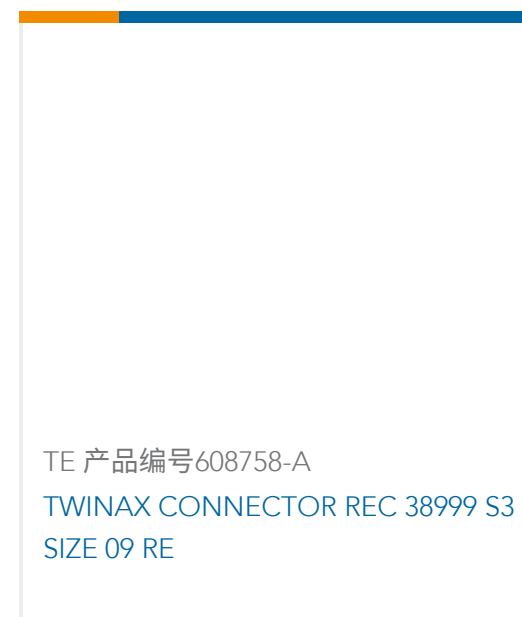 TE 产品编号608758-A
TWINAX CONNECTOR REC 38999 S3
SIZE 09 RE